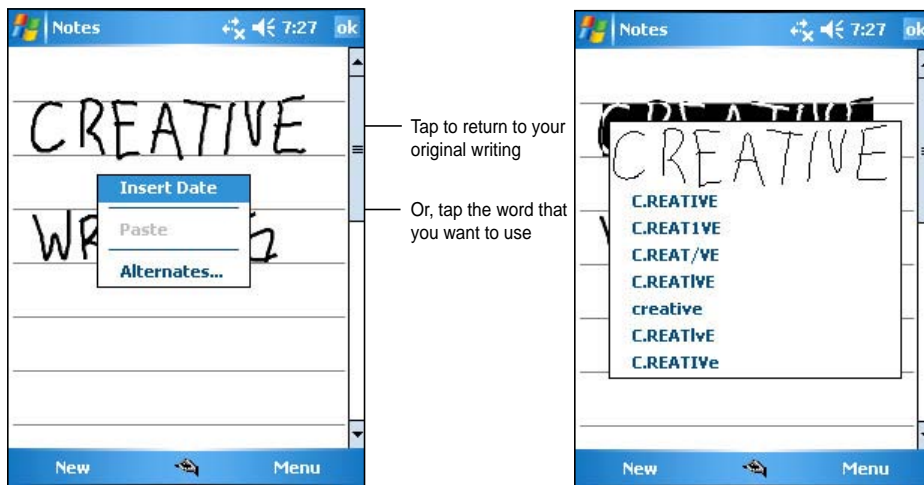 Notes 7:27 ok
CREATIVE
Insert Date
Paste
Alternates...
New Menu
Tap to return to your
original writing
Or, tap the word that
you want to use
Notes 7:27 ok
CREATIVE
C.REATIVE
C.REAT1VE
C.REAT/VE
C.REATlVE
creative
C.REATlvE
C.REATIVe
New Menu